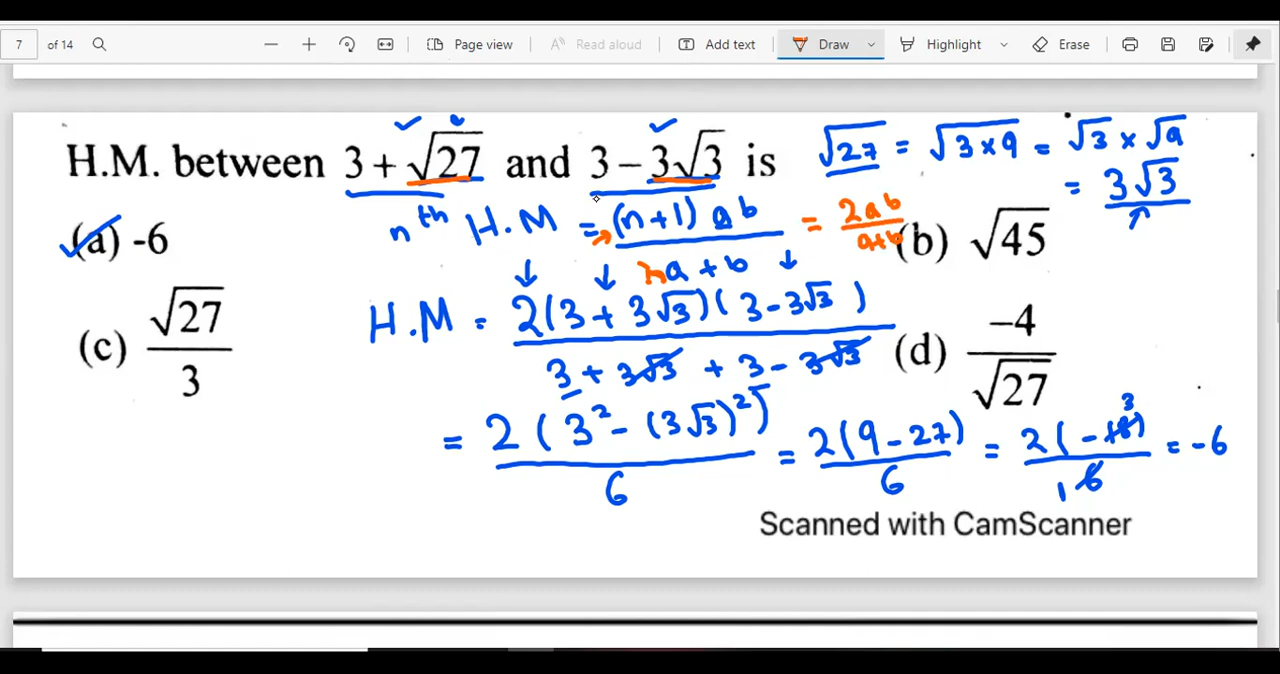 7 of 14 Page view Read aloud Add text Draw Highlight Erase
H.M. between 3 + √27 and 3 − 3√3 is
√27 = √3×9 = √3 × √9
= 3√3
(a) -6
nth H.M = (n+1) ab / na + b = 2ab / a+b
(b) √45
H.M = 2(3 + 3√3)(3 - 3√3) / 3 + 3√3 + 3 - 3√3
(c) √27 / 3
(d) −4 / √27
= 2(3² - (3√3)²) / 6 = 2(9 - 27) / 6 = 2(-18) 3 / 1 6 = -6
Scanned with CamScanner